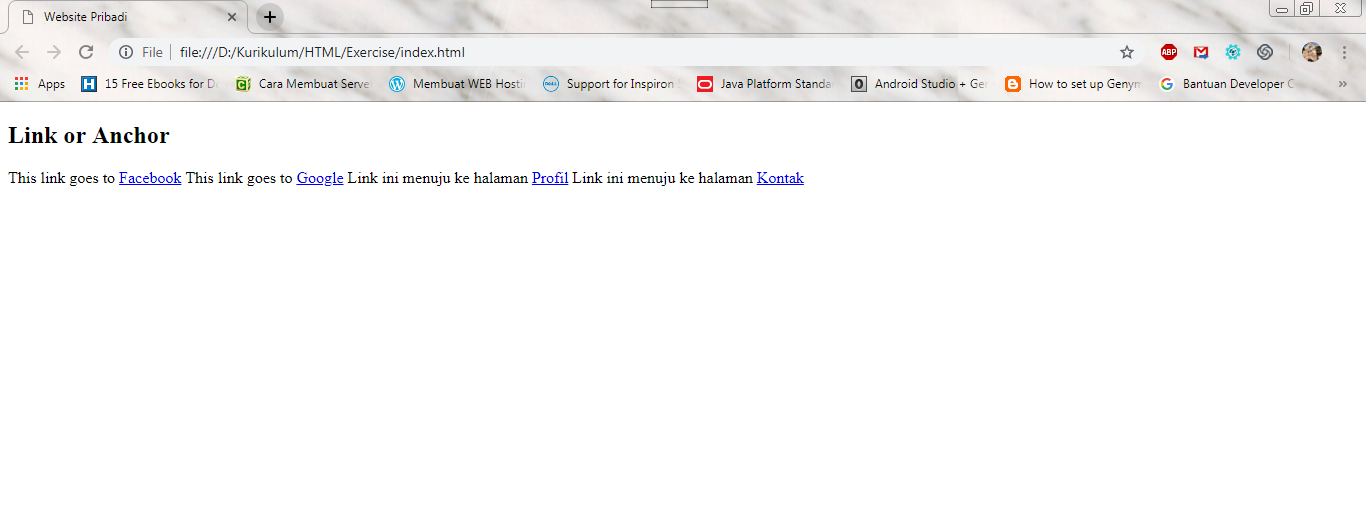 Website Pribadi
File file:///D:/Kurikulum/HTML/Exercise/index.html ABP
Apps H 15 Free Ebooks for D Cara Membuat Serve Membuat WEB Hosti DELL Support for Inspiron Java Platform Standa Android Studio + Ge How to set up Genym G Bantuan Developer C »
Link or Anchor
This link goes to Facebook This link goes to Google Link ini menuju ke halaman Profil Link ini menuju ke halaman Kontak